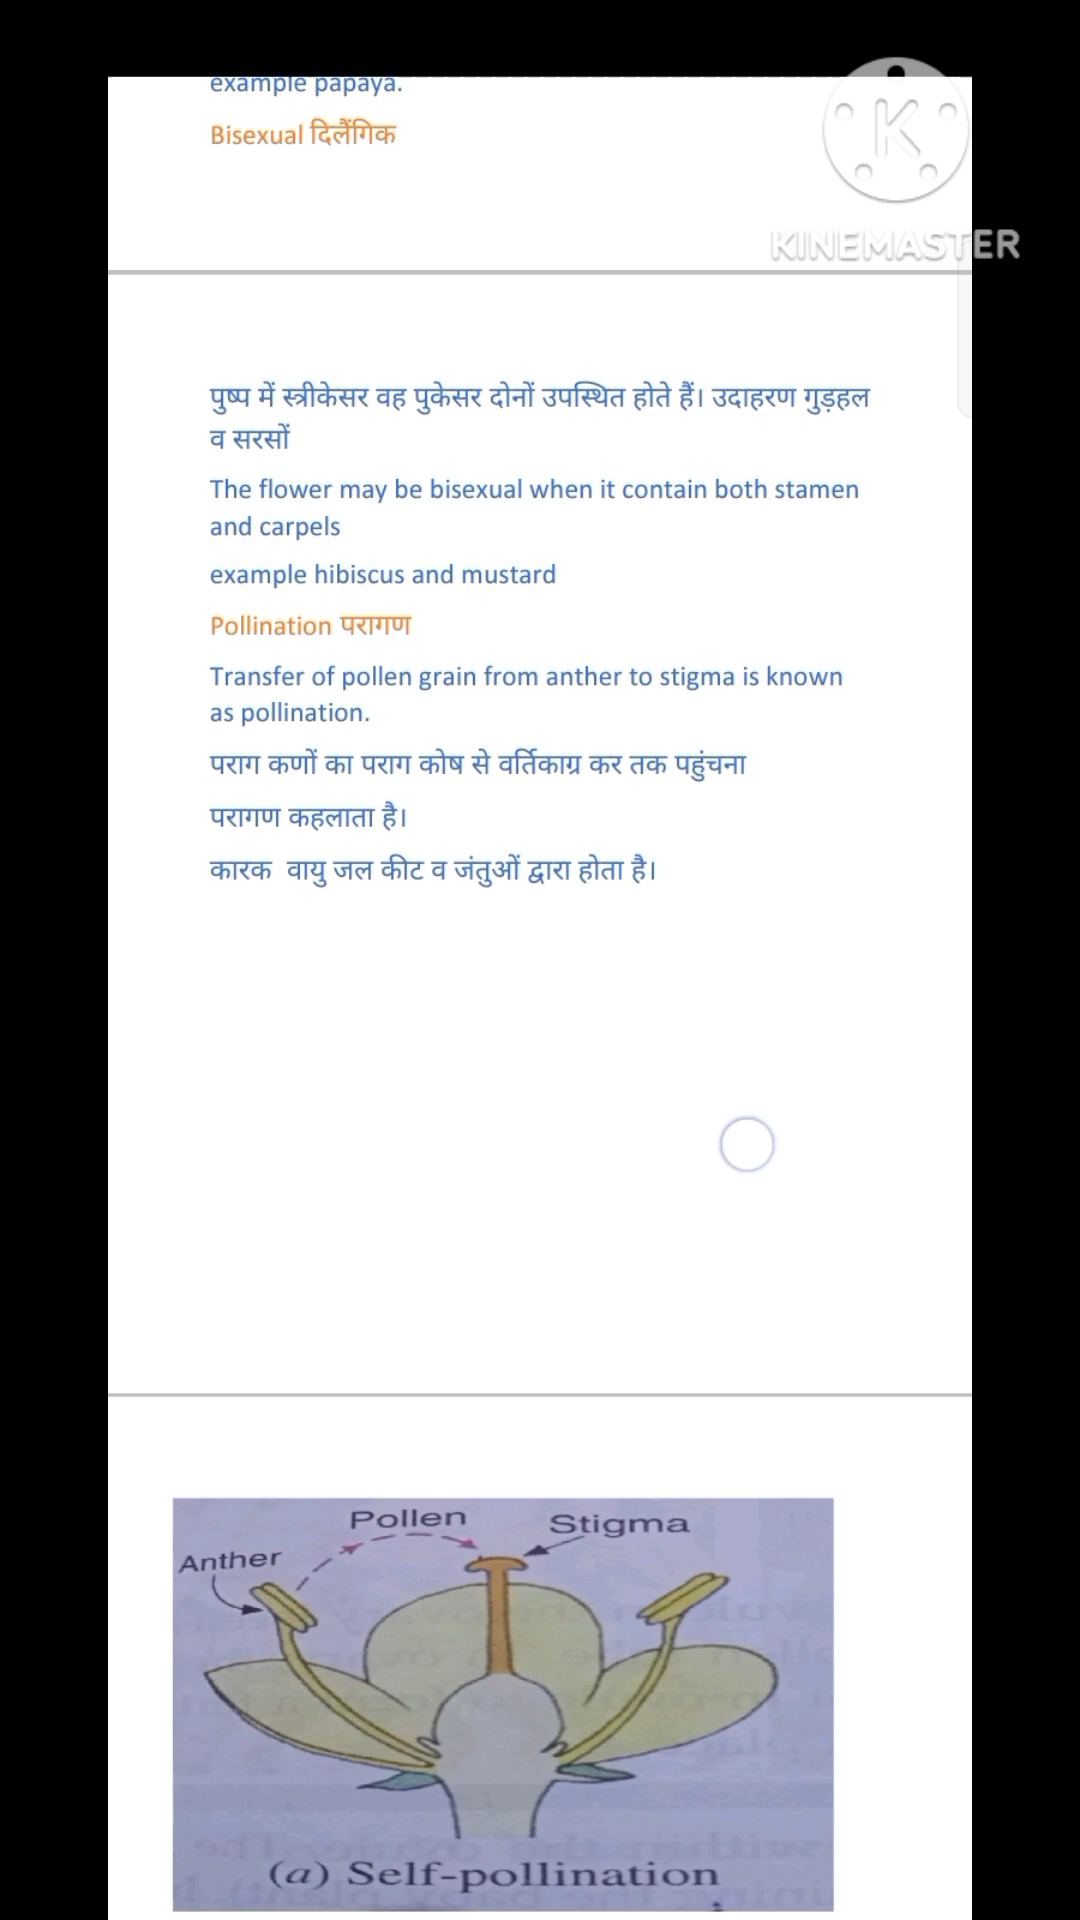 example papaya.
Bisexual दिलैंगिक
KINEMASTER
पुष्प में स्त्रीकेसर वह पुकेसर दोनों उपस्थित होते हैं। उदाहरण गुड़हल
व सरसों
The flower may be bisexual when it contain both stamen
and carpels
example hibiscus and mustard
Pollination परागण
Transfer of pollen grain from anther to stigma is known
as pollination.
पराग कणों का पराग कोष से वर्तिकाग्र कर तक पहुंचना
परागण कहलाता है।
कारक वायु जल कीट व जंतुओं द्वारा होता है।
Pollen
Stigma
Anther
(a) Self-pollination